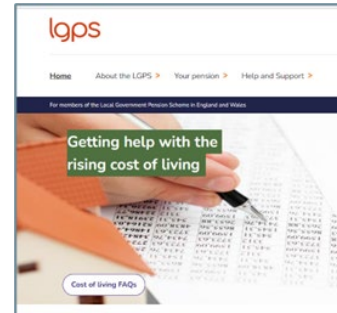 lgps
Home About the LGPS > Your pension > Help and Support >
For members of the Local Government Pension Scheme in England and Wales
Getting help with the
rising cost of living
Cost of living FAQs